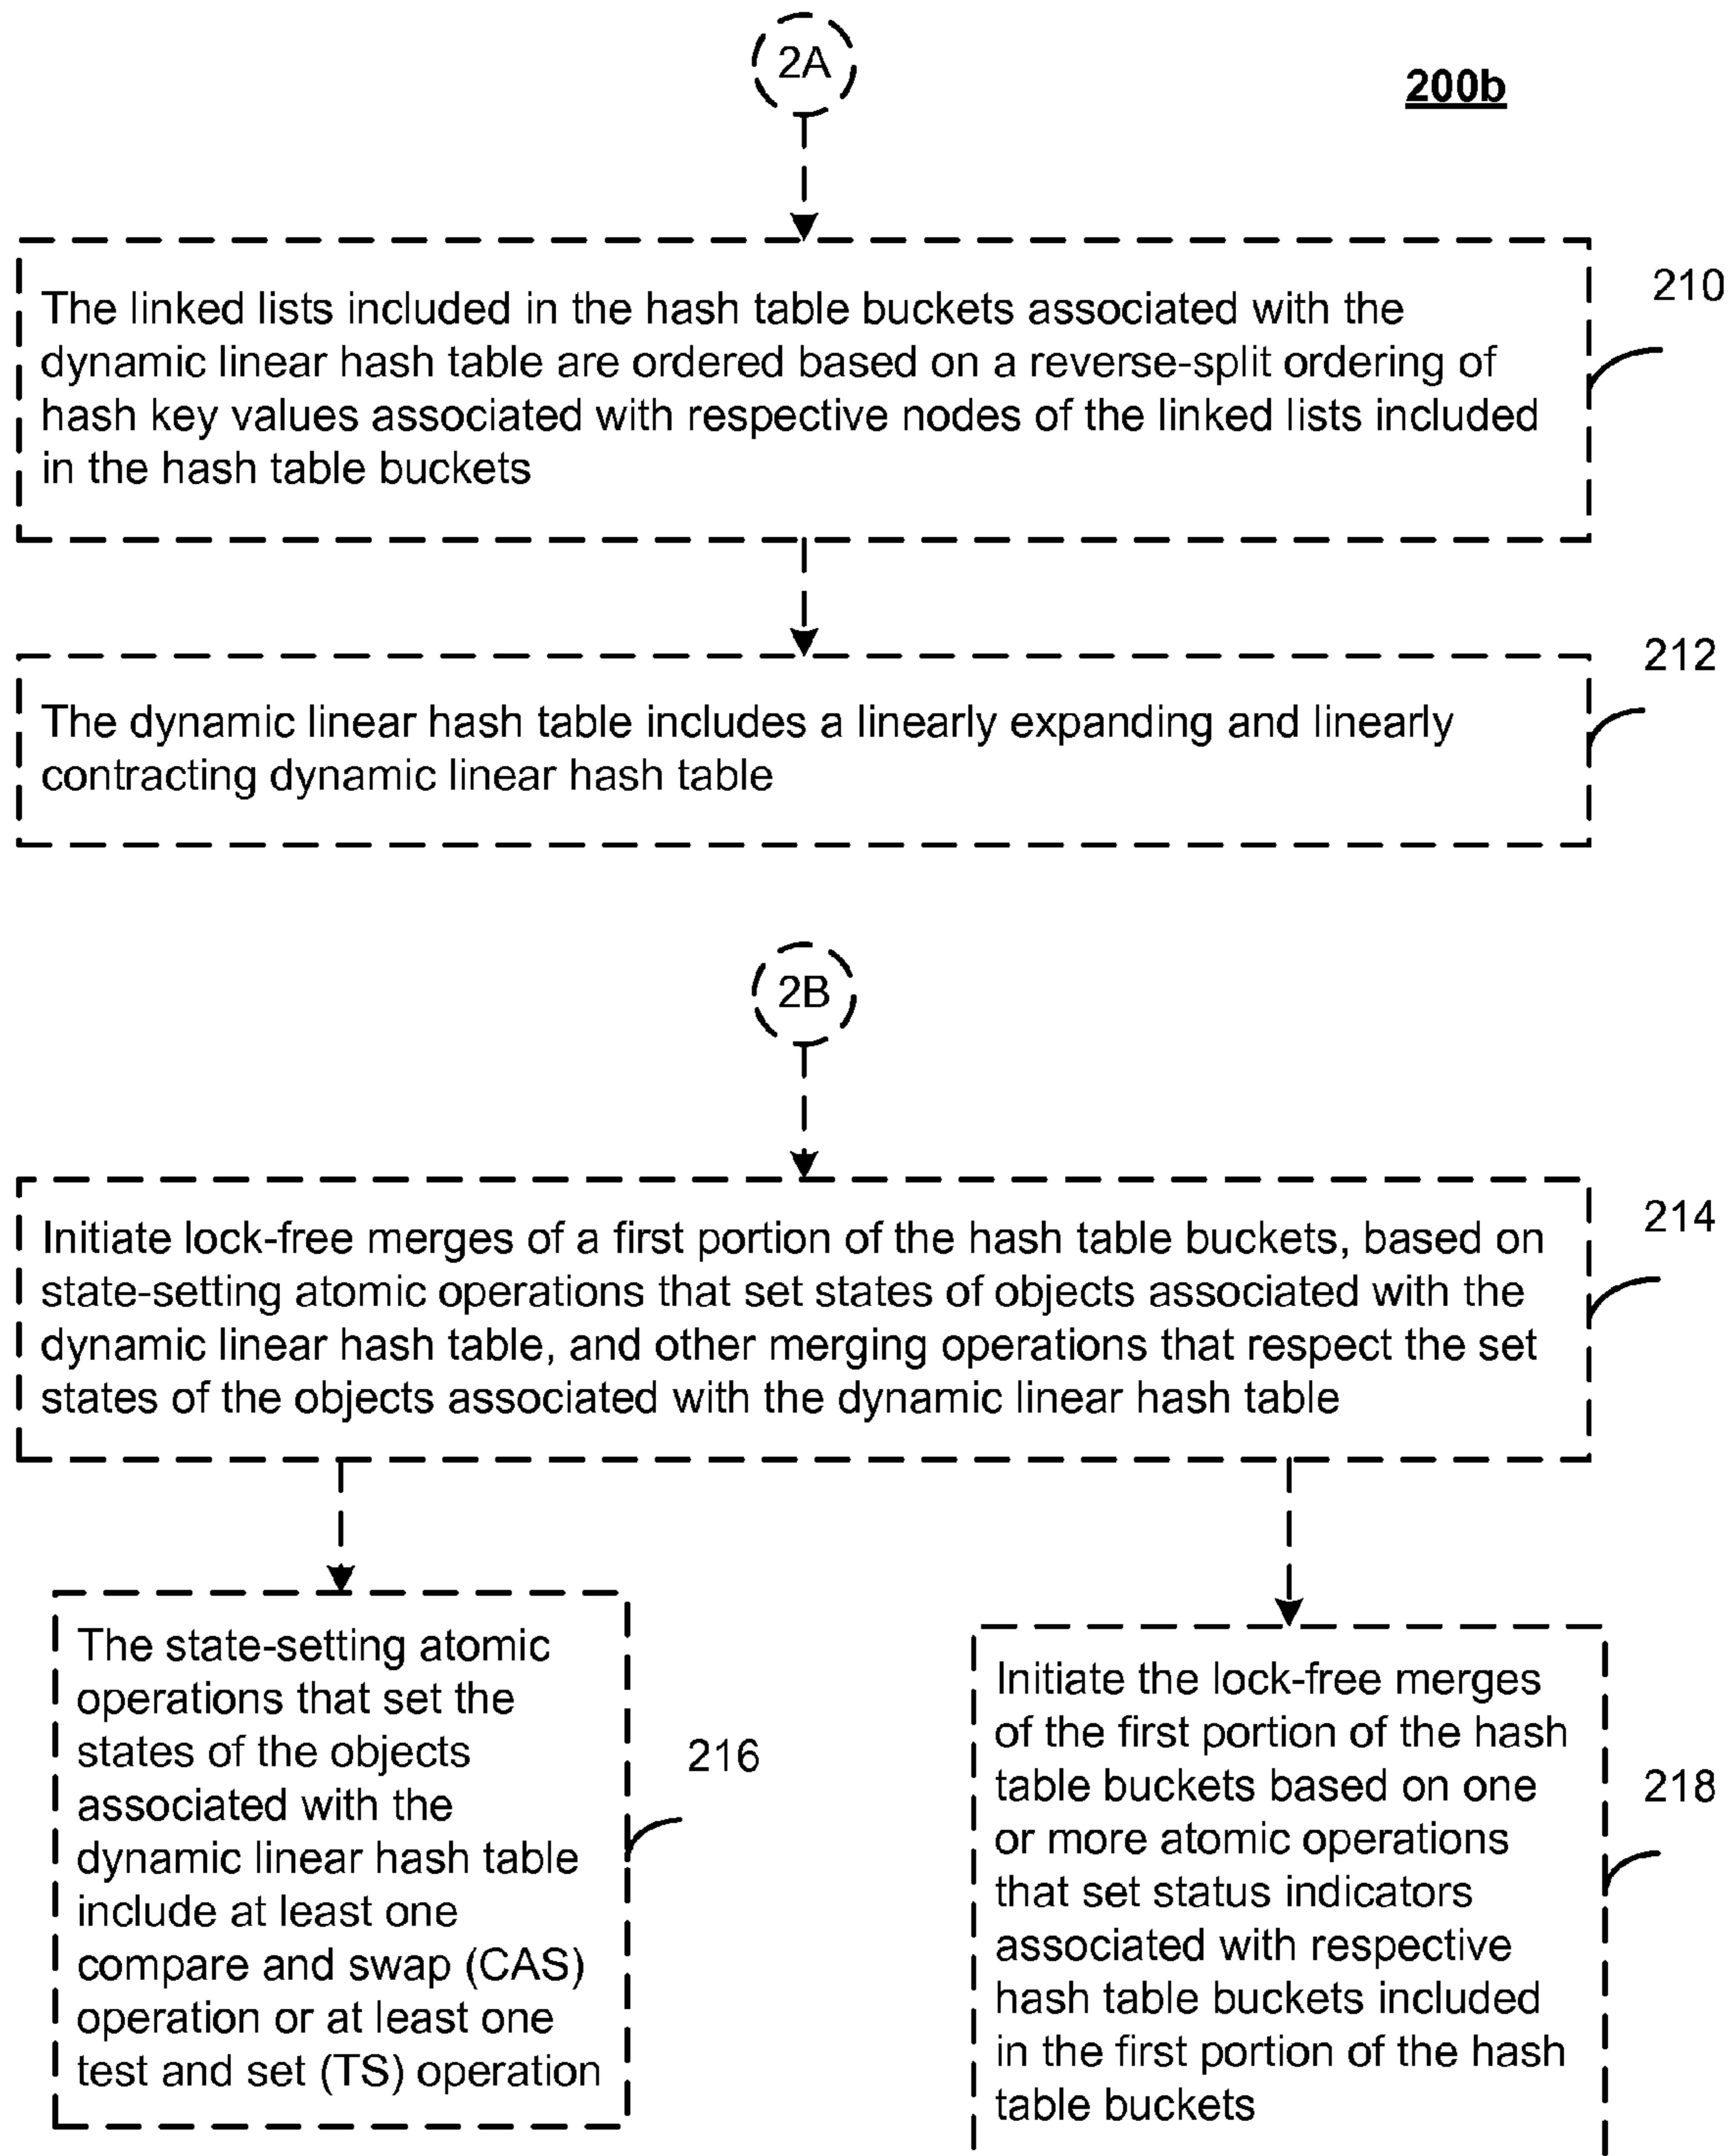 2A
200b
The linked lists included in the hash table buckets associated with the
dynamic linear hash table are ordered based on a reverse-split ordering of
hash key values associated with respective nodes of the linked lists included
in the hash table buckets
210
The dynamic linear hash table includes a linearly expanding and linearly
contracting dynamic linear hash table
212
2B
Initiate lock-free merges of a first portion of the hash table buckets, based on
state-setting atomic operations that set states of objects associated with the
dynamic linear hash table, and other merging operations that respect the set
states of the objects associated with the dynamic linear hash table
214
The state-setting atomic
operations that set the
states of the objects
associated with the
dynamic linear hash table
include at least one
compare and swap (CAS)
operation or at least one
test and set (TS) operation
216
Initiate the lock-free merges
of the first portion of the hash
table buckets based on one
or more atomic operations
that set status indicators
associated with respective
hash table buckets included
in the first portion of the hash
table buckets
218